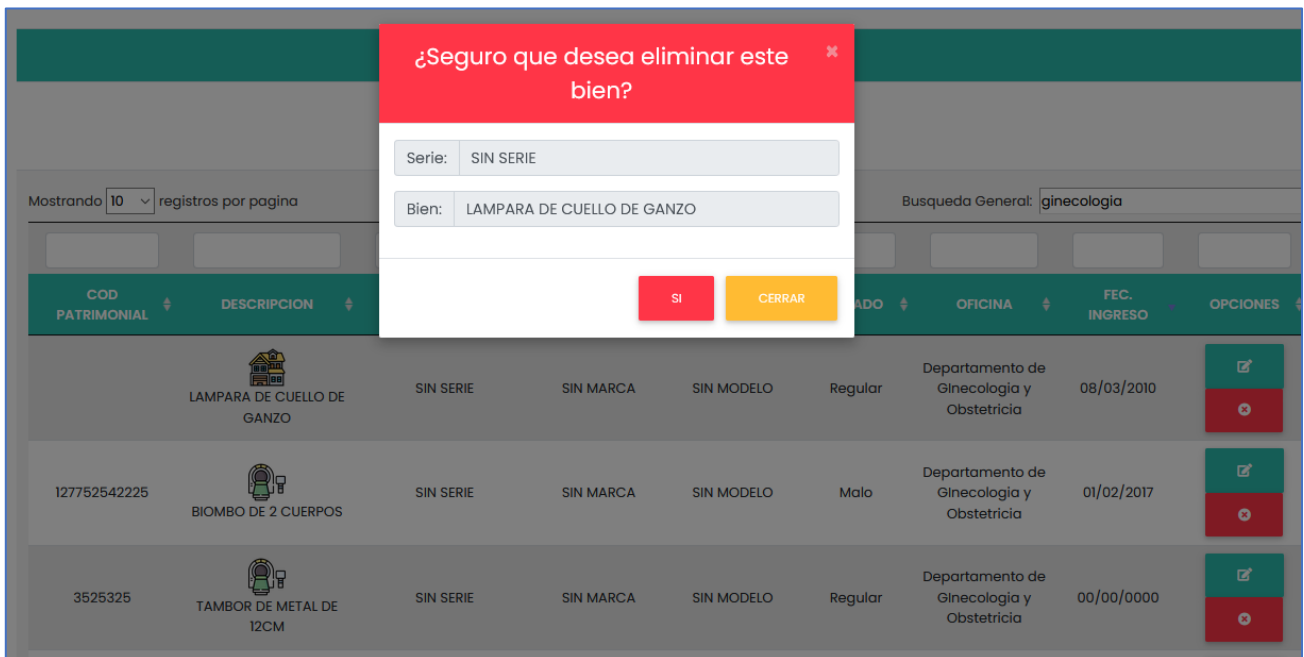 ¿Seguro que desea eliminar este
bien?
×
Serie: SIN SERIE
Bien: LAMPARA DE CUELLO DE GANZO
SI CERRAR
Mostrando 10 registros por pagina
Busqueda General: ginecologia
COD
PATRIMONIAL
DESCRIPCION
ADO
OFICINA
FEC.
INGRESO
OPCIONES
LAMPARA DE CUELLO DE
GANZO
SIN SERIE
SIN MARCA
SIN MODELO
Regular
Departamento de
GInecologia y
Obstetricia
08/03/2010
127752542225
BIOMBO DE 2 CUERPOS
SIN SERIE
SIN MARCA
SIN MODELO
Malo
Departamento de
GInecologia y
Obstetricia
01/02/2017
3525325
TAMBOR DE METAL DE
12CM
SIN SERIE
SIN MARCA
SIN MODELO
Regular
Departamento de
GInecologia y
Obstetricia
00/00/0000